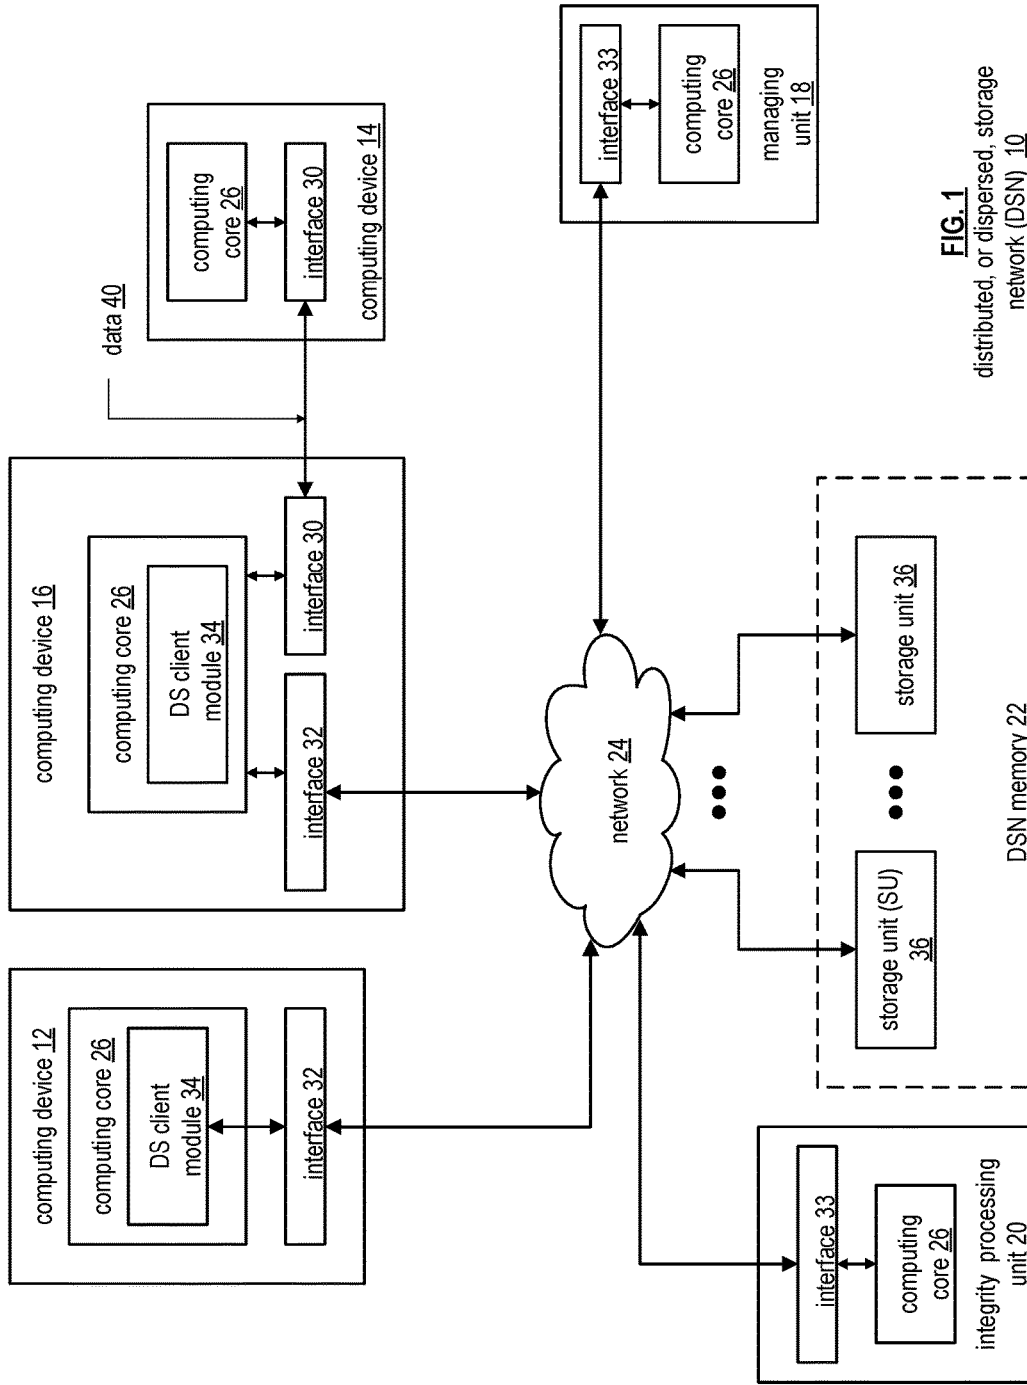 computing device 12
computing core 26
DS client
module 34
interface 32
computing device 16
computing core 26
DS client
module 34
interface 32
interface 30
data 40
computing
core 26
interface 30
computing device 14
network 24
interface 33
computing
core 26
managing
unit 18
interface 33
computing
core 26
integrity processing
unit 20
storage unit (SU)
36
storage unit 36
DSN memory 22
FIG. 1
distributed, or dispersed, storage
network (DSN) 10